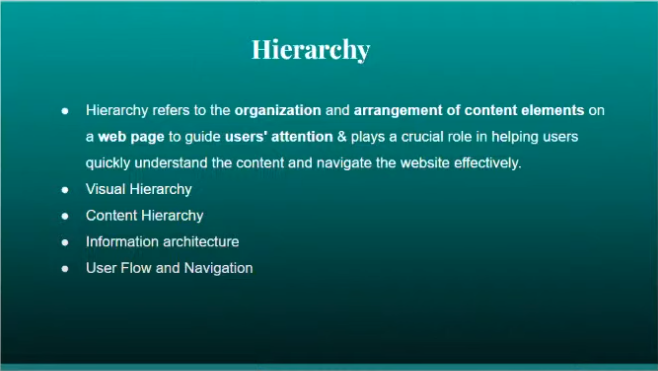 Hierarchy
● Hierarchy refers to the organization and arrangement of content elements on
a web page to guide users' attention & plays a crucial role in helping users
quickly understand the content and navigate the website effectively.
● Visual Hierarchy
● Content Hierarchy
● Information architecture
● User Flow and Navigation